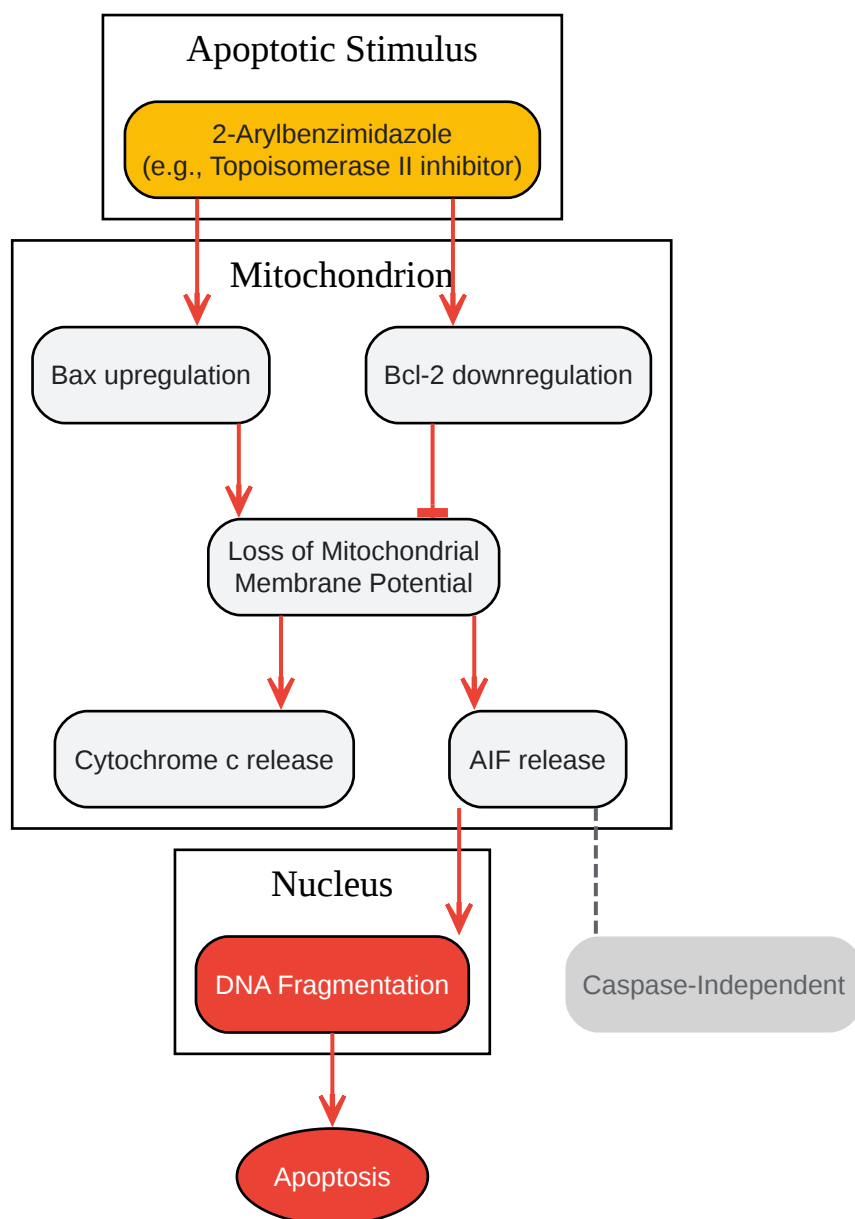 Apoptotic Stimulus
2-Arylbenzimidazole
(e.g., Topoisomerase II inhibitor)
Mitochondrion
Bax upregulation
Bcl-2 downregulation
Loss of Mitochondrial
Membrane Potential
Cytochrome c release
AIF release
Nucleus
DNA Fragmentation
Caspase-Independent
Apoptosis